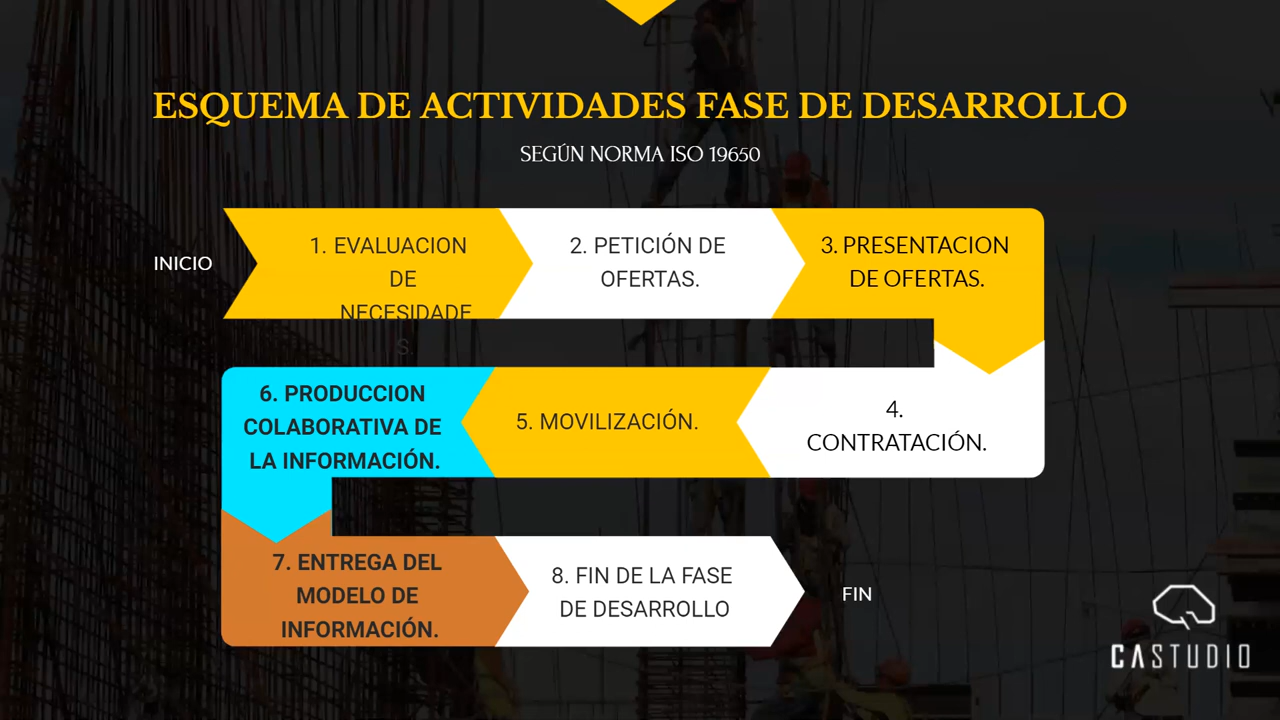 ESQUEMA DE ACTIVIDADES FASE DE DESARROLLO
SEGÚN NORMA ISO 19650
INICIO
1. EVALUACION
DE
NECESIDADE
S.
2. PETICIÓN DE
OFERTAS.
3. PRESENTACION
DE OFERTAS.
4.
CONTRATACIÓN.
5. MOVILIZACIÓN.
6. PRODUCCION
COLABORATIVA DE
LA INFORMACIÓN.
7. ENTREGA DEL
MODELO DE
INFORMACIÓN.
8. FIN DE LA FASE
DE DESARROLLO
FIN
CASTUDIO